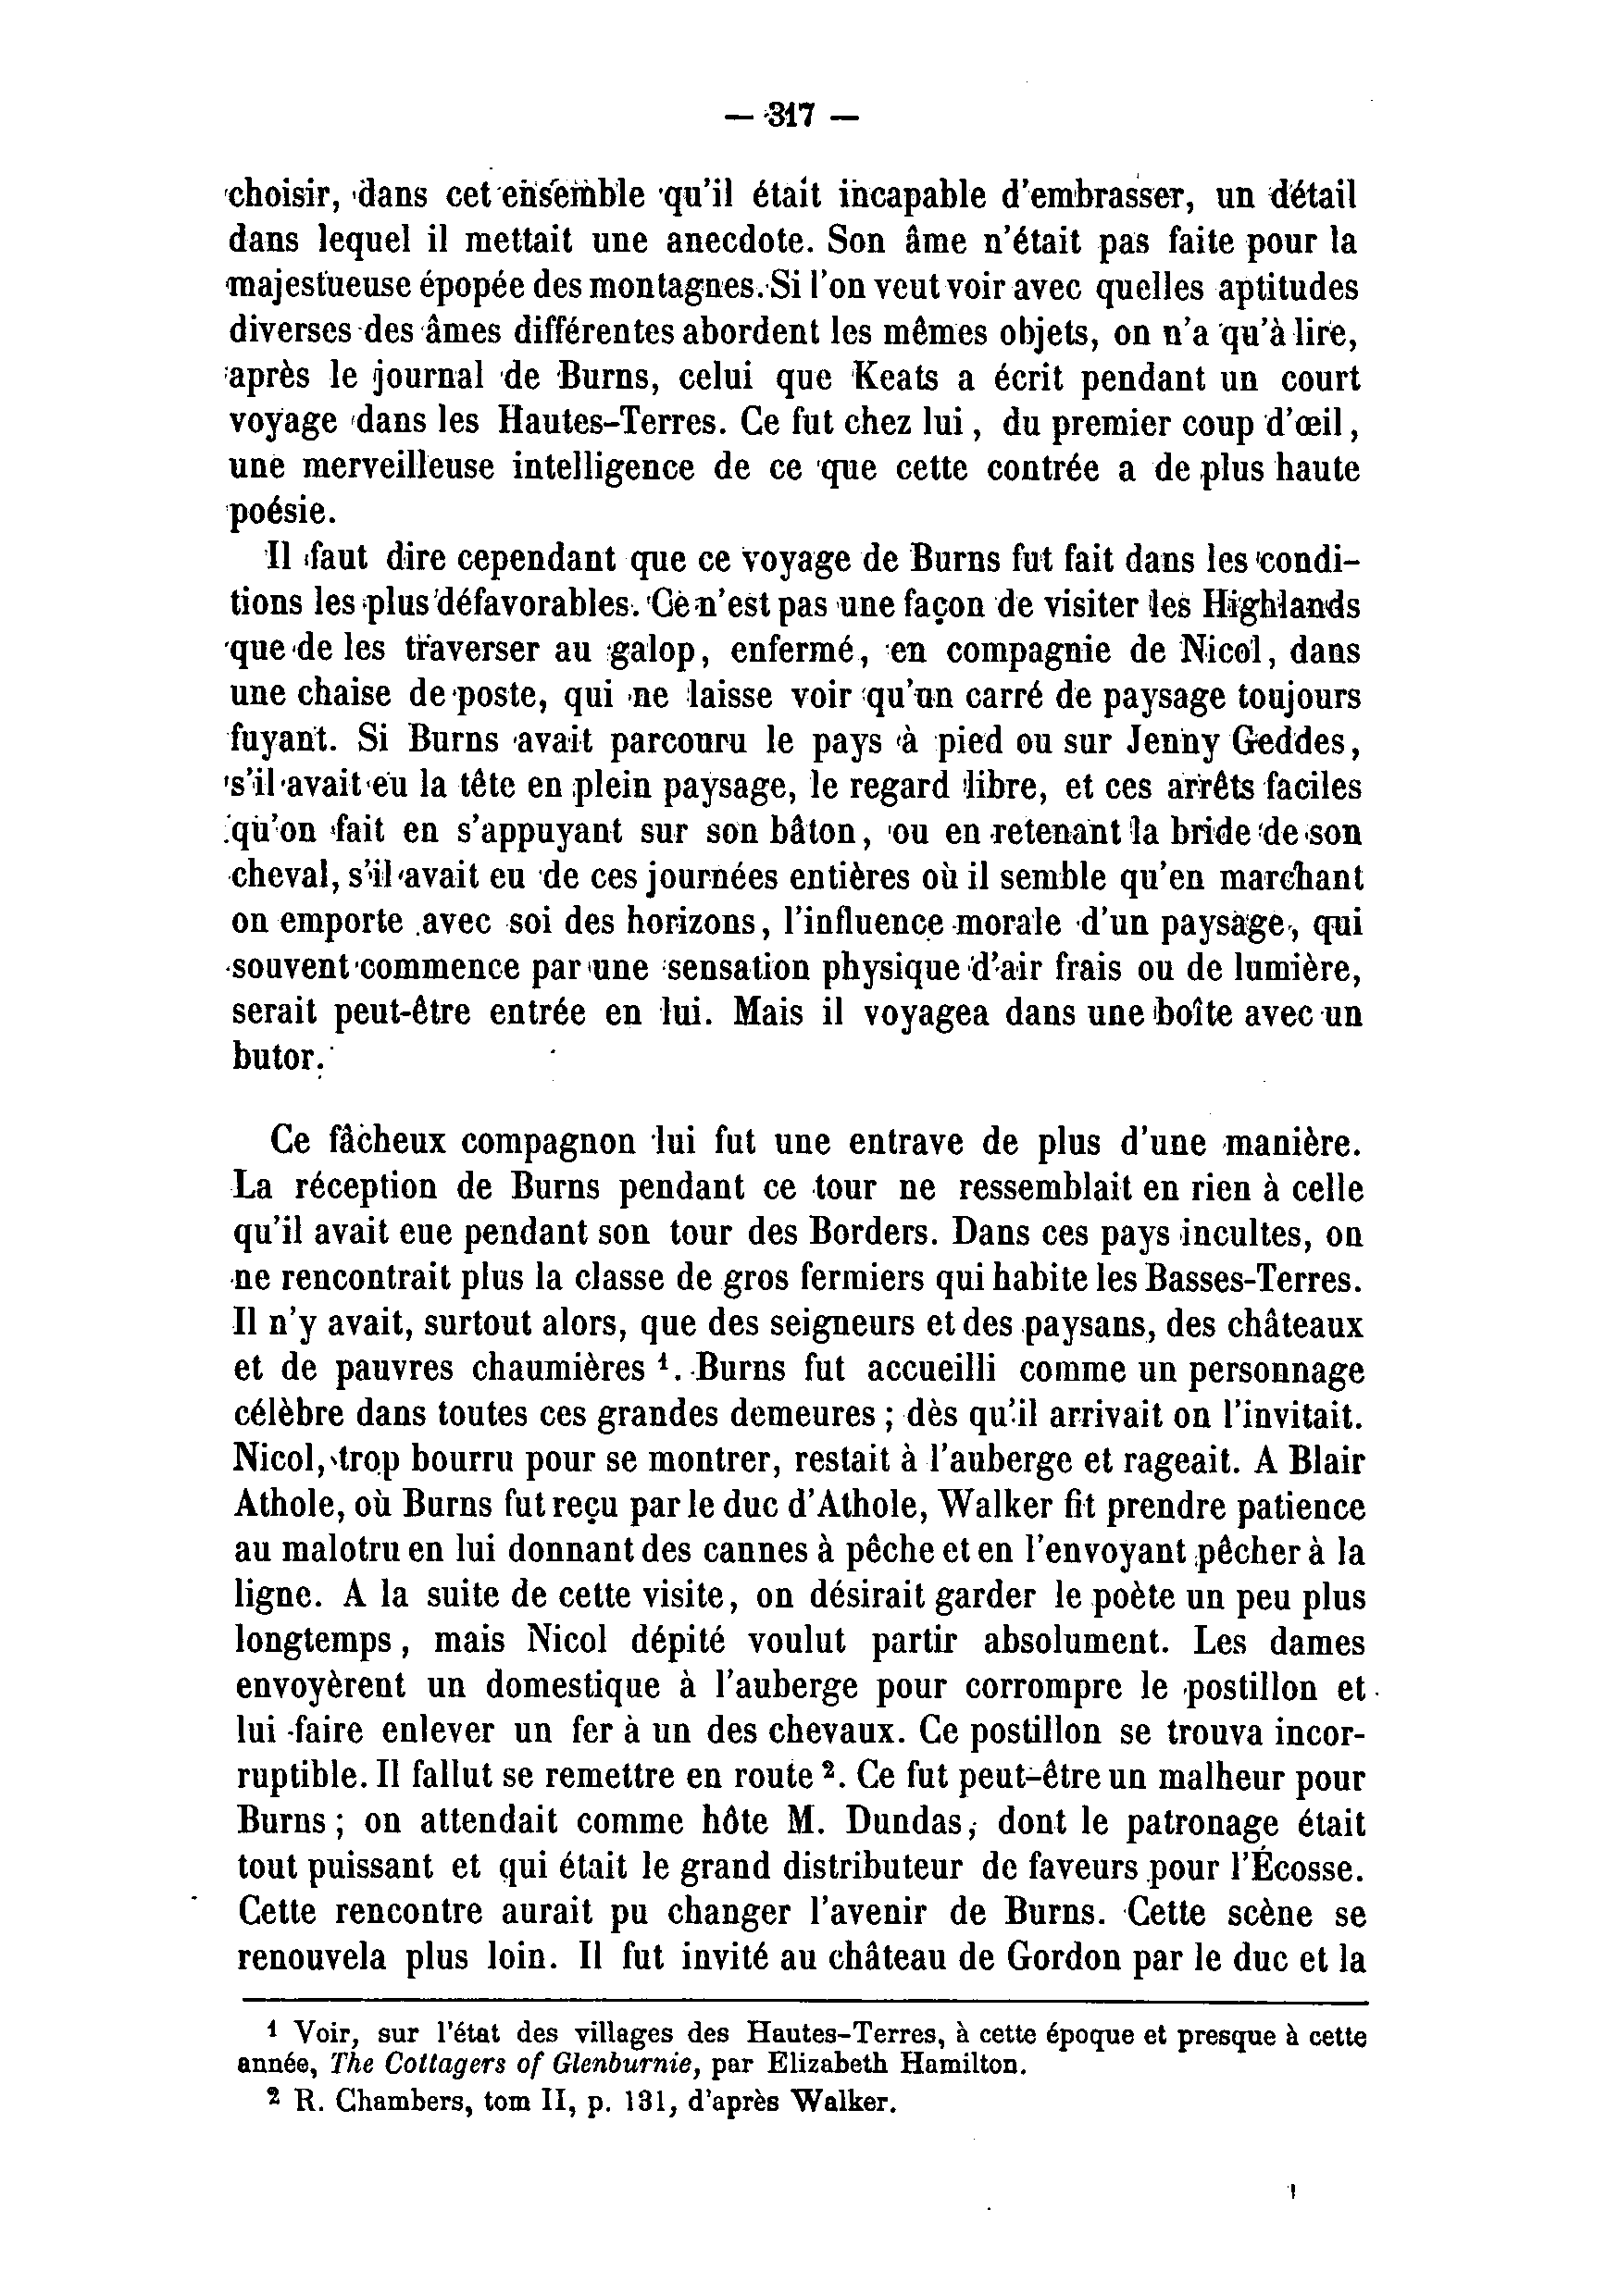 — 317 —
choisir, dans cet ensemble qu'il était incapable d'embrasser, un détail
dans lequel il mettait une anecdote. Son âme n'était pas faite pour la
majestueuse épopée des montagnes. Si l'on veut voir avec quelles aptitudes
diverses des âmes différentes abordent les mêmes objets, on n'a qu'à lire,
après le journal de Burns, celui que Keats a écrit pendant un court
voyage dans les Hautes-Terres. Ce fut chez lui, du premier coup d'œil,
une merveilleuse intelligence de ce que cette contrée a de plus haute
poésie.
Il faut dire cependant que ce voyage de Burns fut fait dans les condi-
tions les plus défavorables. Ce n'est pas une façon de visiter les Highlands
que de les traverser au galop, enfermé, en compagnie de Nicol, dans
une chaise de poste, qui ne laisse voir qu'un carré de paysage toujours
fuyant. Si Burns avait parcouru le pays à pied ou sur Jenny Geddes,
s'il avait eu la tête en plein paysage, le regard libre, et ces arrêts faciles
qu'on fait en s'appuyant sur son bâton, ou en retenant la bride de son
cheval, s'il avait eu de ces journées entières où il semble qu'en marchant
on emporte avec soi des horizons, l'influence morale d'un paysage, qui
souvent commence par une sensation physique d'air frais ou de lumière,
serait peut-être entrée en lui. Mais il voyagea dans une boîte avec un
butor.
Ce fâcheux compagnon lui fut une entrave de plus d'une manière.
La réception de Burns pendant ce tour ne ressemblait en rien à celle
qu'il avait eue pendant son tour des Borders. Dans ces pays incultes, on
ne rencontrait plus la classe de gros fermiers qui habite les Basses-Terres.
Il n'y avait, surtout alors, que des seigneurs et des paysans, des châteaux
et de pauvres chaumières ¹. Burns fut accueilli comme un personnage
célèbre dans toutes ces grandes demeures ; dès qu'il arrivait on l'invitait.
Nicol, trop bourru pour se montrer, restait à l'auberge et rageait. A Blair
Athole, où Burns fut reçu par le duc d'Athole, Walker fit prendre patience
au malotru en lui donnant des cannes à pêche et en l'envoyant pêcher à la
ligne. A la suite de cette visite, on désirait garder le poète un peu plus
longtemps, mais Nicol dépité voulut partir absolument. Les dames
envoyèrent un domestique à l'auberge pour corrompre le postillon et
lui faire enlever un fer à un des chevaux. Ce postillon se trouva incor-
ruptible. Il fallut se remettre en route ². Ce fut peut-être un malheur pour
Burns ; on attendait comme hôte M. Dundas, dont le patronage était
tout puissant et qui était le grand distributeur de faveurs pour l'Écosse.
Cette rencontre aurait pu changer l'avenir de Burns. Cette scène se
renouvela plus loin. Il fut invité au château de Gordon par le duc et la
¹ Voir, sur l'état des villages des Hautes-Terres, à cette époque et presque à cette
année, The Cottagers of Glenburnie, par Elizabeth Hamilton.
² R. Chambers, tom II, p. 131, d'après Walker.